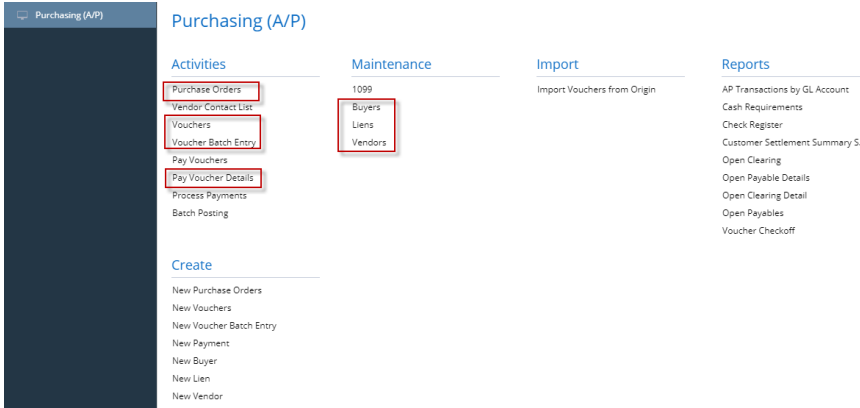 Purchasing (A/P)
Purchasing (A/P)
Activities
Purchase Orders
Vendor Contact List
Vouchers
Voucher Batch Entry
Pay Vouchers
Pay Voucher Details
Process Payments
Batch Posting
Maintenance
1099
Buyers
Liens
Vendors
Import
Import Vouchers from Origin
Reports
AP Transactions by GL Account
Cash Requirements
Check Register
Customer Settlement Summary S
Open Clearing
Open Payable Details
Open Clearing Detail
Open Payables
Voucher Checkoff
Create
New Purchase Orders
New Vouchers
New Voucher Batch Entry
New Payment
New Buyer
New Lien
New Vendor